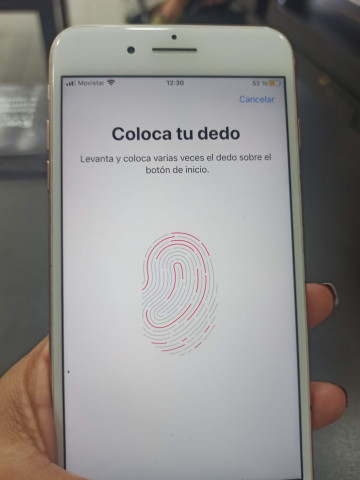 Movistar 12:30 52 %
Cancelar
Coloca tu dedo
Levanta y coloca varias veces el dedo sobre el
botón de inicio.